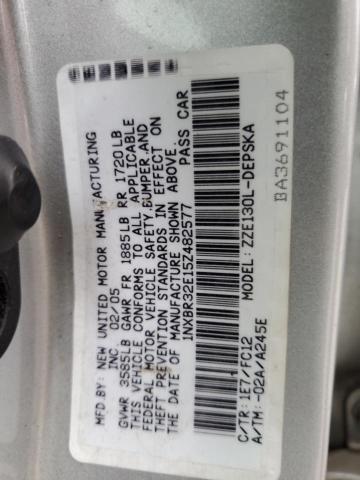 MFD BY: NEW UNITED MOTOR MANUFACTURING
INC 02/05
GVWR 3585LB GAWR FR 1885LB RR 1720LB
THIS VEHICLE CONFORMS TO ALL APPLICABLE
FEDERAL MOTOR VEHICLE SAFETY,BUMPER,AND
THEFT PREVENTION STANDARDS IN EFFECT ON
THE DATE OF MANUFACTURE SHOWN ABOVE.
1NXBR32E15Z482577 PASS CAR
C/TR: 1E7/FC12 MODEL: ZZE130L-DEPSKA
A/TM: -02A/A245E
BA3691104